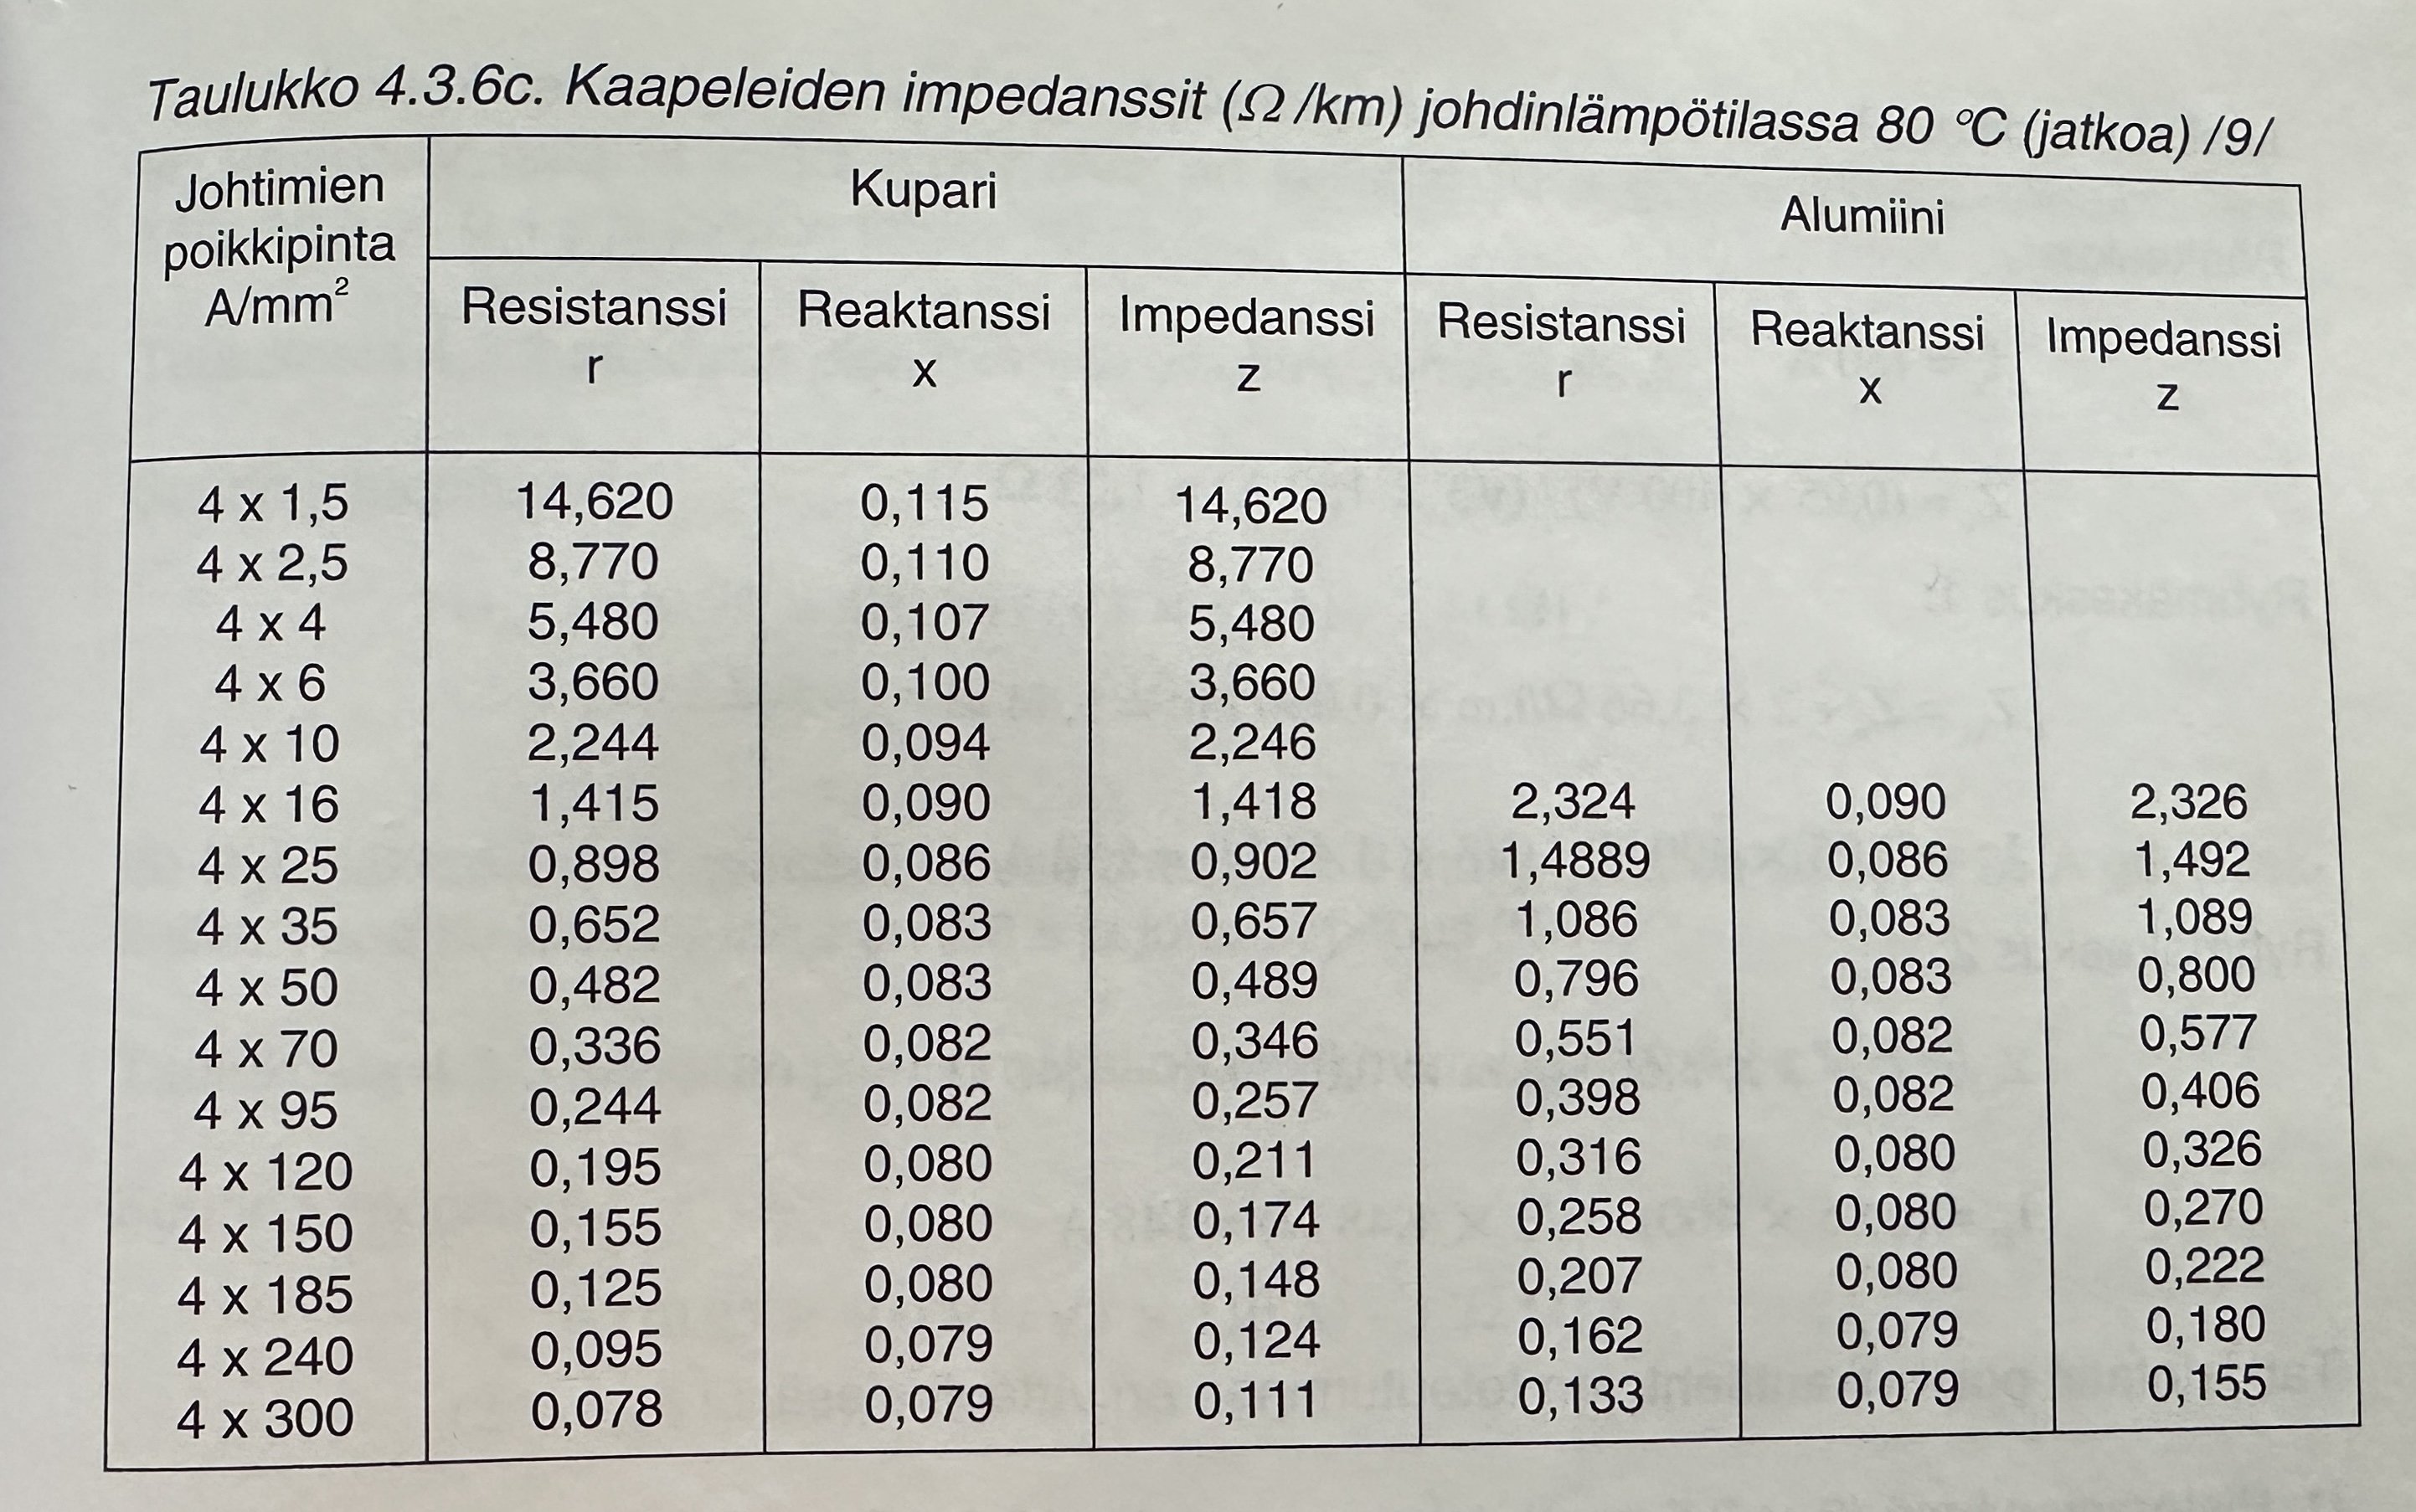 Taulukko 4.3.6c. Kaapeleiden impedanssit (Ω /km) johdinlämpötilassa 80 °C (jatkoa) /9/
Johtimien poikkipinta A/mm² Kupari Alumiini
Resistanssi r Reaktanssi x Impedanssi z Resistanssi r Reaktanssi x Impedanssi z
4 x 1,5 14,620 0,115 14,620
4 x 2,5 8,770 0,110 8,770
4 x 4 5,480 0,107 5,480
4 x 6 3,660 0,100 3,660
4 x 10 2,244 0,094 2,246
4 x 16 1,415 0,090 1,418 2,324 0,090 2,326
4 x 25 0,898 0,086 0,902 1,4889 0,086 1,492
4 x 35 0,652 0,083 0,657 1,086 0,083 1,089
4 x 50 0,482 0,083 0,489 0,796 0,083 0,800
4 x 70 0,336 0,082 0,346 0,551 0,082 0,577
4 x 95 0,244 0,082 0,257 0,398 0,082 0,406
4 x 120 0,195 0,080 0,211 0,316 0,080 0,326
4 x 150 0,155 0,080 0,174 0,258 0,080 0,270
4 x 185 0,125 0,080 0,148 0,207 0,080 0,222
4 x 240 0,095 0,079 0,124 0,162 0,079 0,180
4 x 300 0,078 0,079 0,111 0,133 0,079 0,155